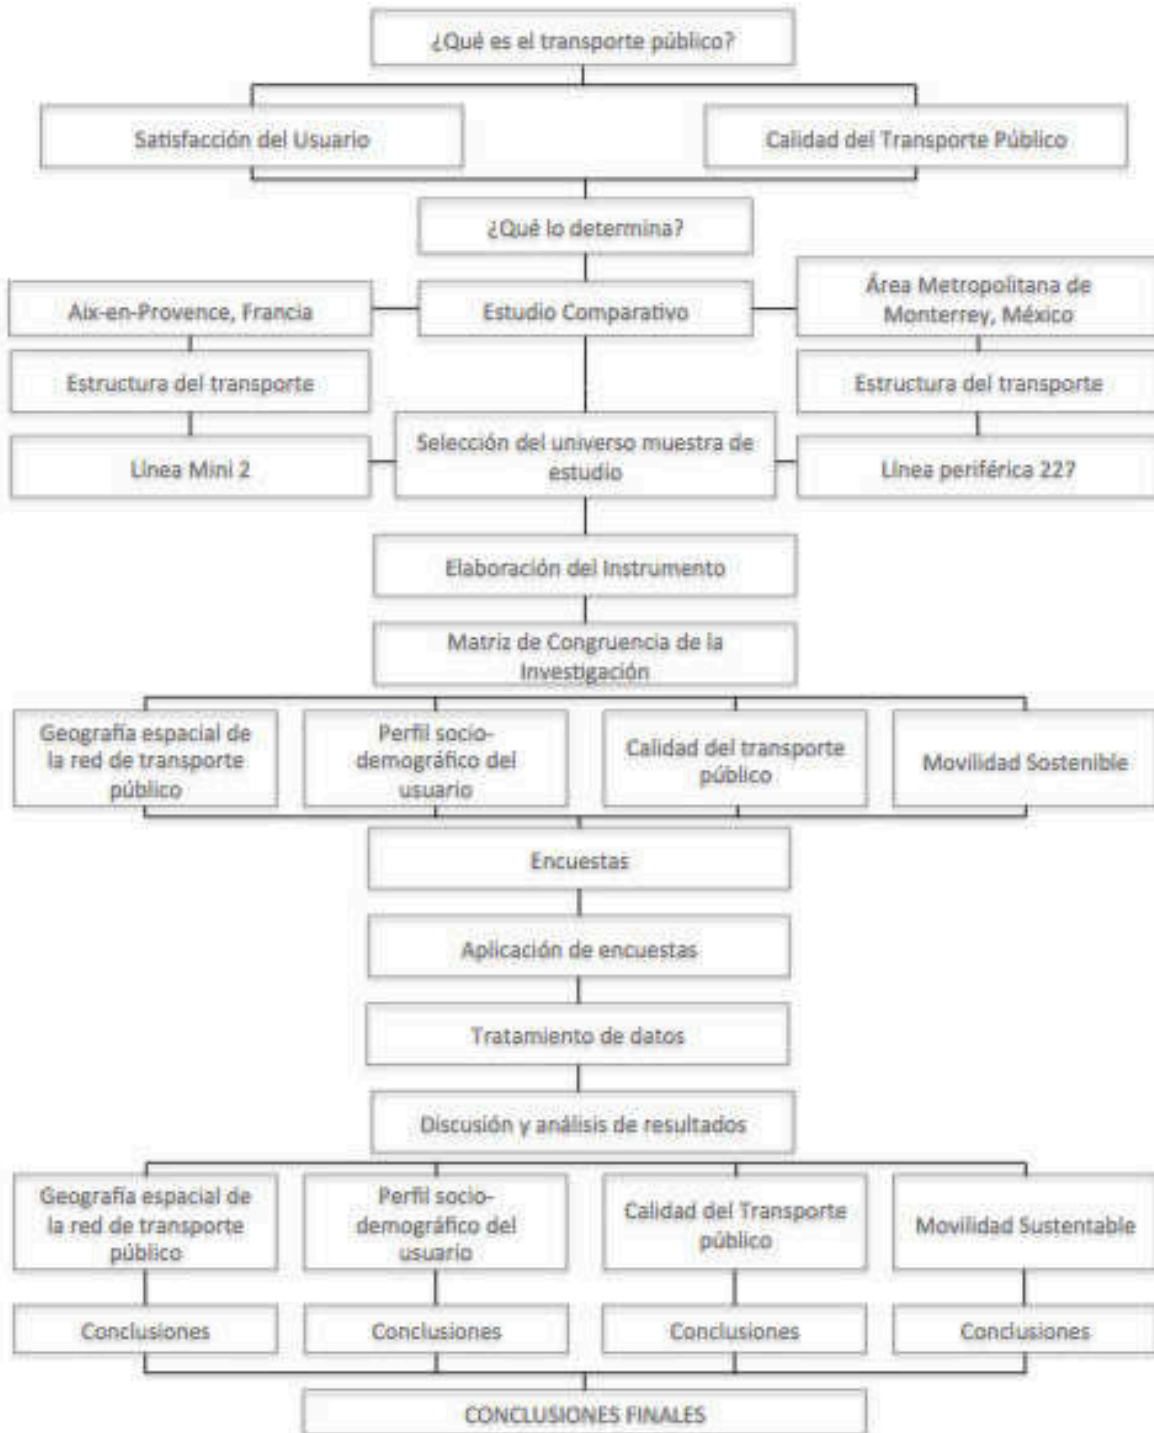 ¿Qué es el transporte público?
Satisfacción del Usuario
Calidad del Transporte Público
¿Qué lo determina?
Aix-en-Provence, Francia
Estudio Comparativo
Área Metropolitana de
Monterrey, México
Estructura del transporte
Estructura del transporte
Línea Mini 2
Selección del universo muestra de
estudio
Línea periférica 227
Elaboración del Instrumento
Matriz de Congruencia de la
Investigación
Geografía espacial de
la red de transporte
público
Perfil socio-
demográfico del
usuario
Calidad del transporte
público
Movilidad Sostenible
Encuestas
Aplicación de encuestas
Tratamiento de datos
Discusión y análisis de resultados
Geografía espacial de
la red de transporte
público
Perfil socio-
demográfico del
usuario
Calidad del Transporte
público
Movilidad Sustentable
Conclusiones
Conclusiones
Conclusiones
Conclusiones
CONCLUSIONES FINALES